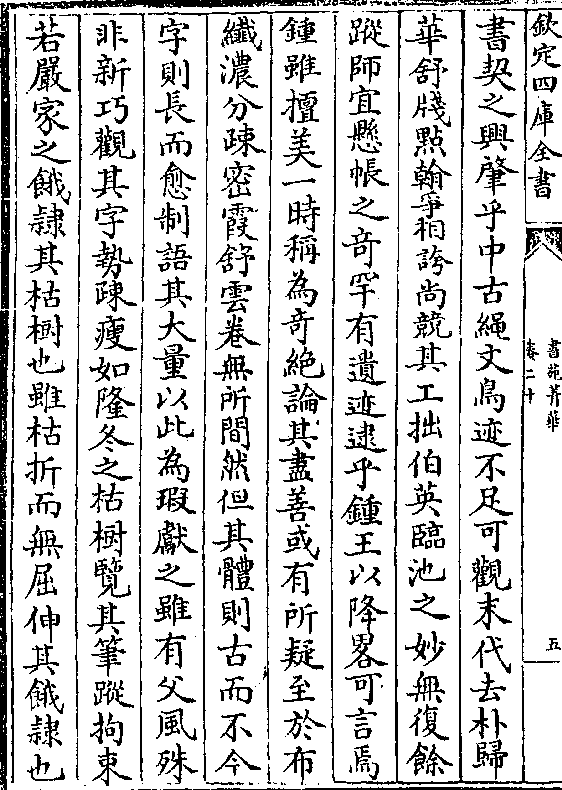 欽定四庫全書
書苑菁華
卷二十
五
書契之興肇乎中古繩文鳥迹不足可觀末代去朴歸
華舒牋點翰爭相誇尚競其工拙伯英臨池之妙無復餘
蹤師宜懸帳之竒罕有遺迹逮乎鍾王以降畧可言焉
鍾雖擅美一時稱為竒絶論其盡善或有所疑至於布
纖濃分疎密霞舒雲卷無所間然但其體則古而不今
字則長而愈制語其大量以此為瑕獻之雖有父風殊
非新巧觀其字勢疎瘦如隆冬之枯樹覽其筆蹤拘束
若嚴家之餓隸其枯樹也雖枯折而無屈伸其餓隸也